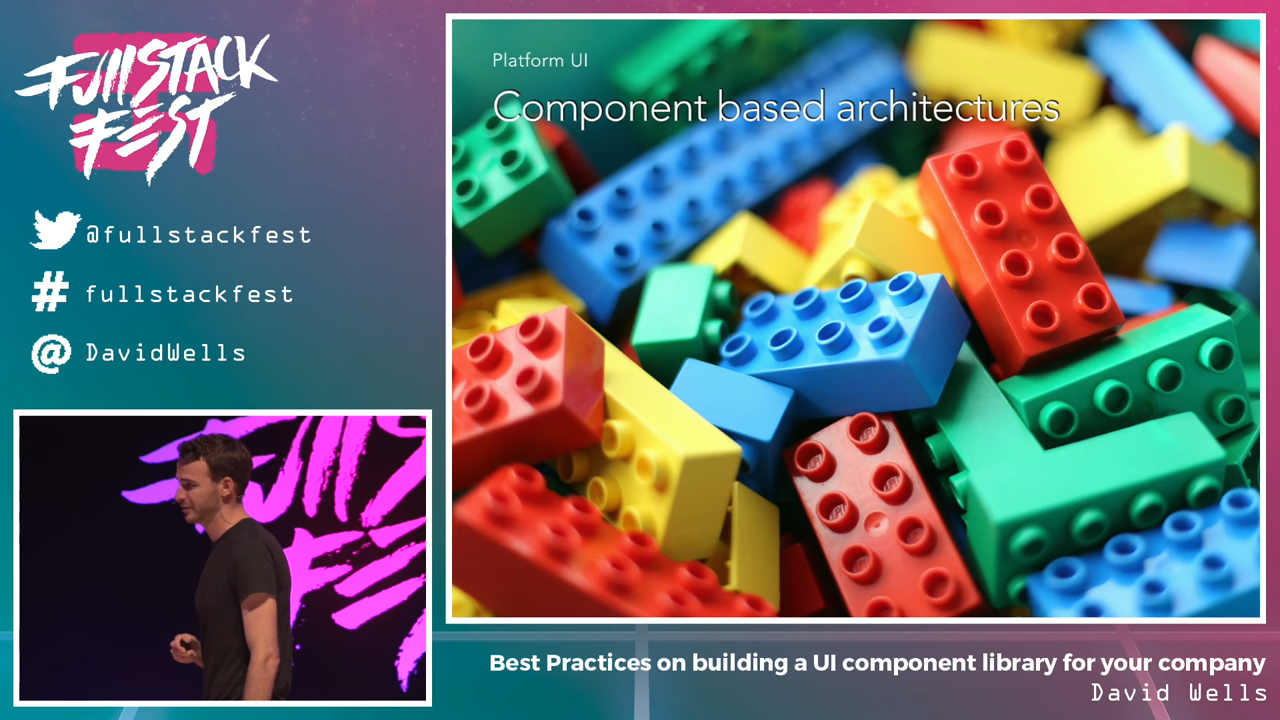 FullSTACK
FEST
@fullstackfest
# fullstackfest
@ DavidWells
Platform UI
Component based architectures
Best Practices on building a UI component library for your company
David Wells